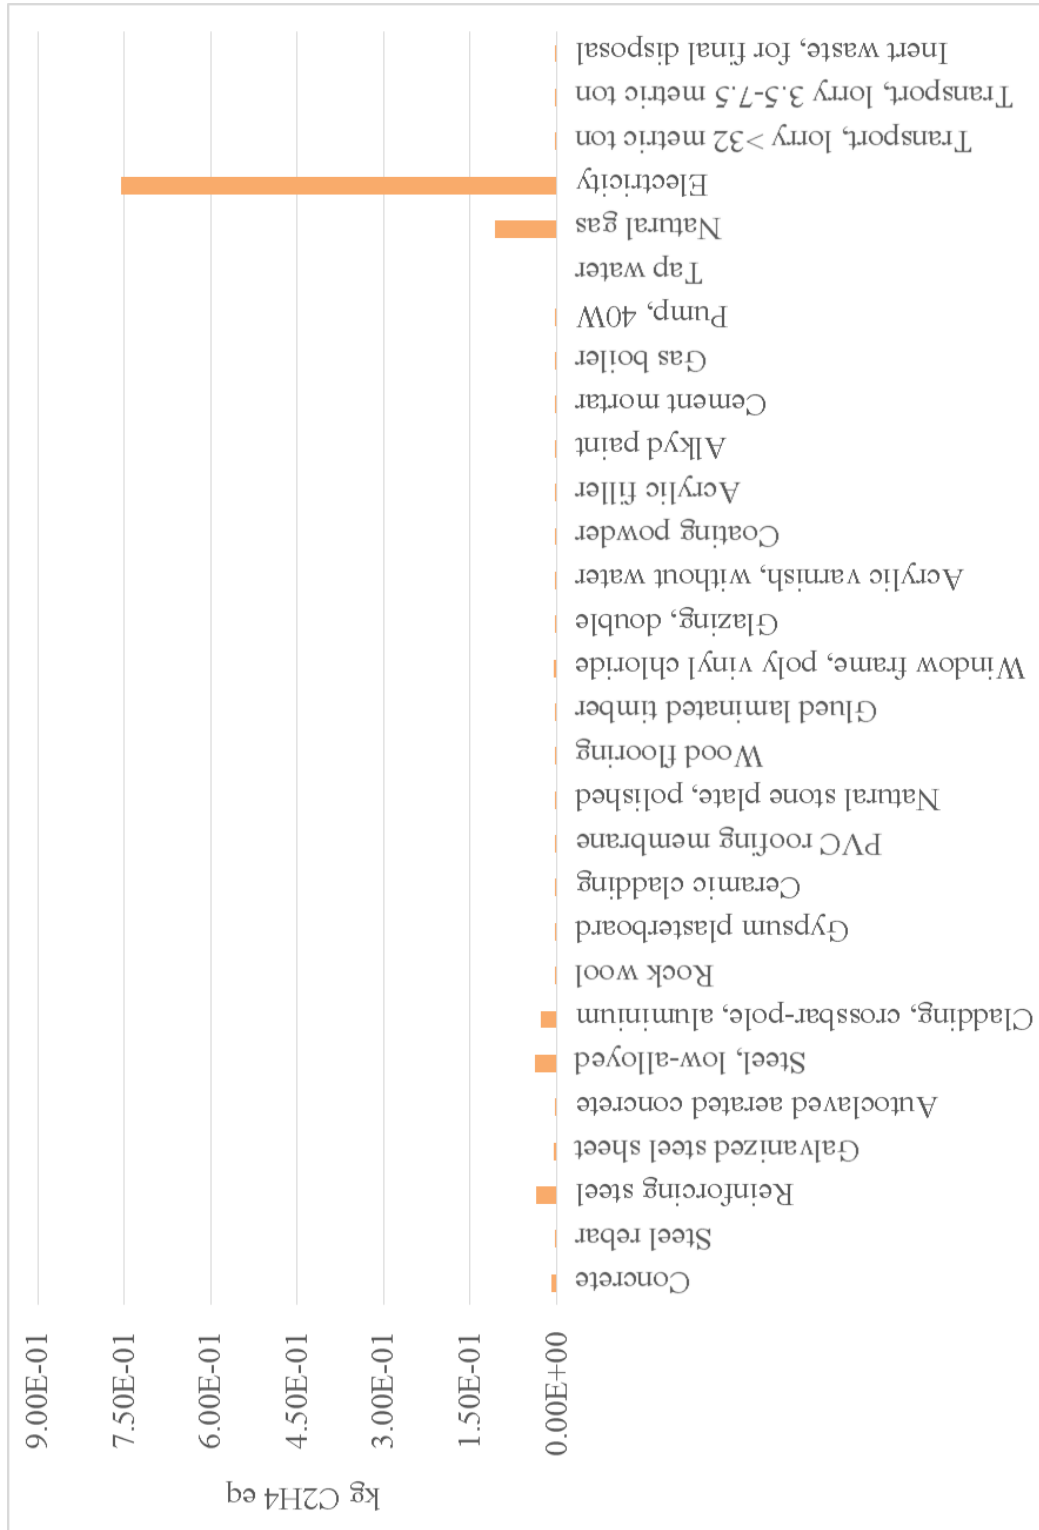 kg C2H4 eq
9.00E-01
7.50E-01
6.00E-01
4.50E-01
3.00E-01
1.50E-01
0.00E+00
Concrete
Steel rebar
Reinforcing steel
Galvanized steel sheet
Autoclaved aerated concrete
Steel, low-alloyed
Cladding, crossbar-pole, aluminium
Rock wool
Gypsum plasterboard
Ceramic cladding
PVC roofing membrane
Natural stone plate, polished
Wood flooring
Glued laminated timber
Window frame, poly vinyl chloride
Glazing, double
Acrylic varnish, without water
Coating powder
Acrylic filler
Alkyd paint
Cement mortar
Gas boiler
Pump, 40W
Tap water
Natural gas
Electricity
Transport, lorry >32 metric ton
Transport, lorry 3.5-7.5 metric ton
Inert waste, for final disposal